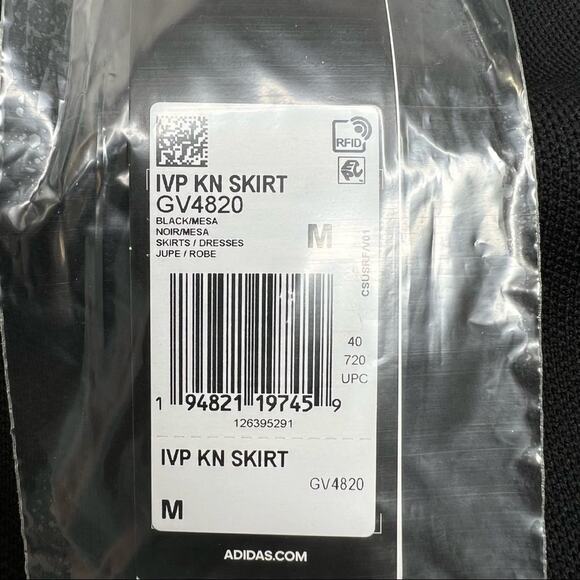 RFID
IVP KN SKIRT
GV4820
BLACK/MESA
NOIR/MESA
SKIRTS / DRESSES
JUPE / ROBE
M
CSUSRF/V01
40
720
UPC
1 94821 19745 9
126395291
IVP KN SKIRT
GV4820
M
ADIDAS.COM